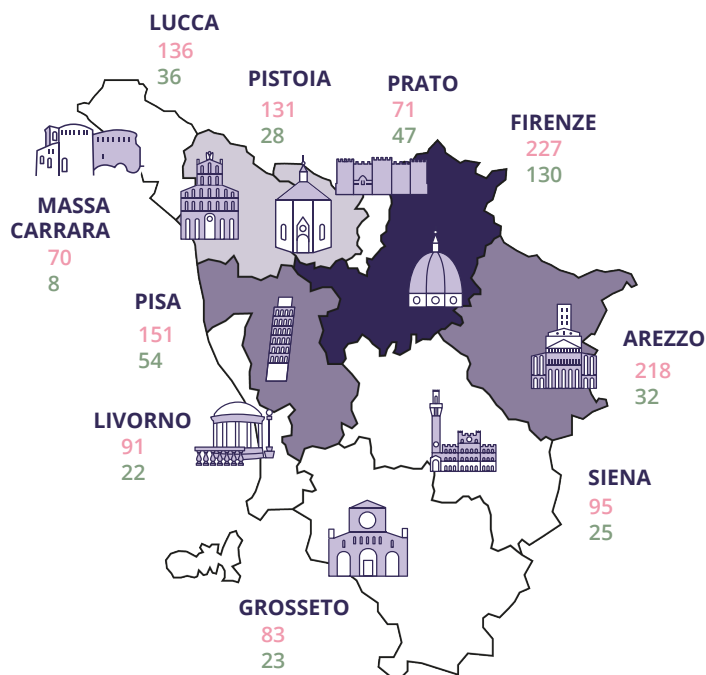 LUCCA
136
36
PISTOIA
131
28
PRATO
71
47
FIRENZE
227
130
MASSA
CARRARA
70
8
PISA
151
54
AREZZO
218
32
LIVORNO
91
22
SIENA
95
25
GROSSETO
83
23